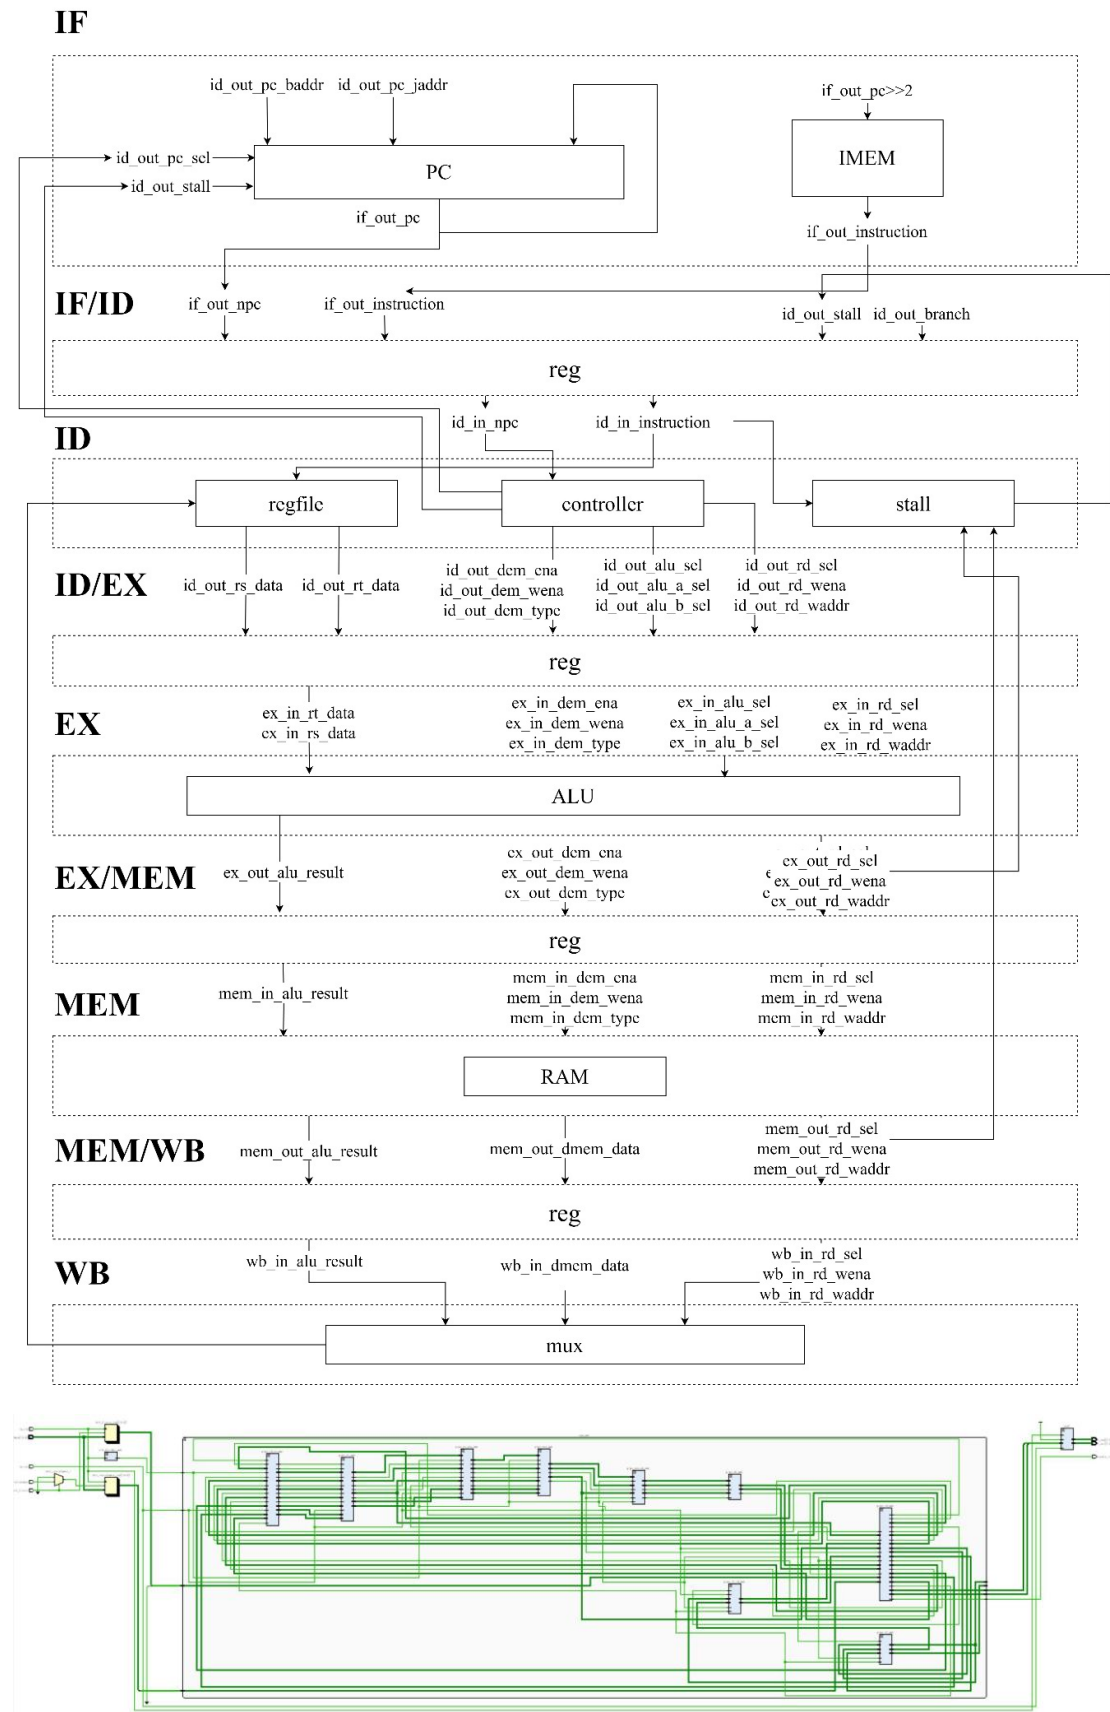 IF
id_out_pc_baddr id_out_pc_jaddr
if_out_pc>>2
id_out_pc_sel
PC
IMEM
id_out_stall
if_out_pc
if_out_instruction
IF/ID
if_out_npc
if_out_instruction
id_out_stall id_out_branch
reg
id_in_npc
id_in_instruction
ID
regfile
controller
stall
ID/EX
id_out_rs_data id_out_rt_data
id_out_dem_ena
id_out_dem_wena
id_out_dem_type
id_out_alu_sel
id_out_alu_a_sel
id_out_alu_b_sel
id_out_rd_sel
id_out_rd_wena
id_out_rd_waddr
reg
EX
ex_in_rt_data
ex_in_rs_data
ex_in_dem_ena
ex_in_dem_wena
ex_in_dem_type
ex_in_alu_sel
ex_in_alu_a_sel
ex_in_alu_b_sel
ex_in_rd_sel
ex_in_rd_wena
ex_in_rd_waddr
ALU
EX/MEM
ex_out_alu_result
ex_out_dem_ena
ex_out_dem_wena
ex_out_dem_type
ex_out_rd_sel
ex_out_rd_wena
ex_out_rd_waddr
reg
MEM
mem_in_alu_result
mem_in_dem_ena
mem_in_dem_wena
mem_in_dem_type
mem_in_rd_sel
mem_in_rd_wena
mem_in_rd_waddr
RAM
MEM/WB
mem_out_alu_result
mem_out_dmem_data
mem_out_rd_sel
mem_out_rd_wena
mem_out_rd_waddr
reg
WB
wb_in_alu_result
wb_in_dmem_data
wb_in_rd_sel
wb_in_rd_wena
wb_in_rd_waddr
mux